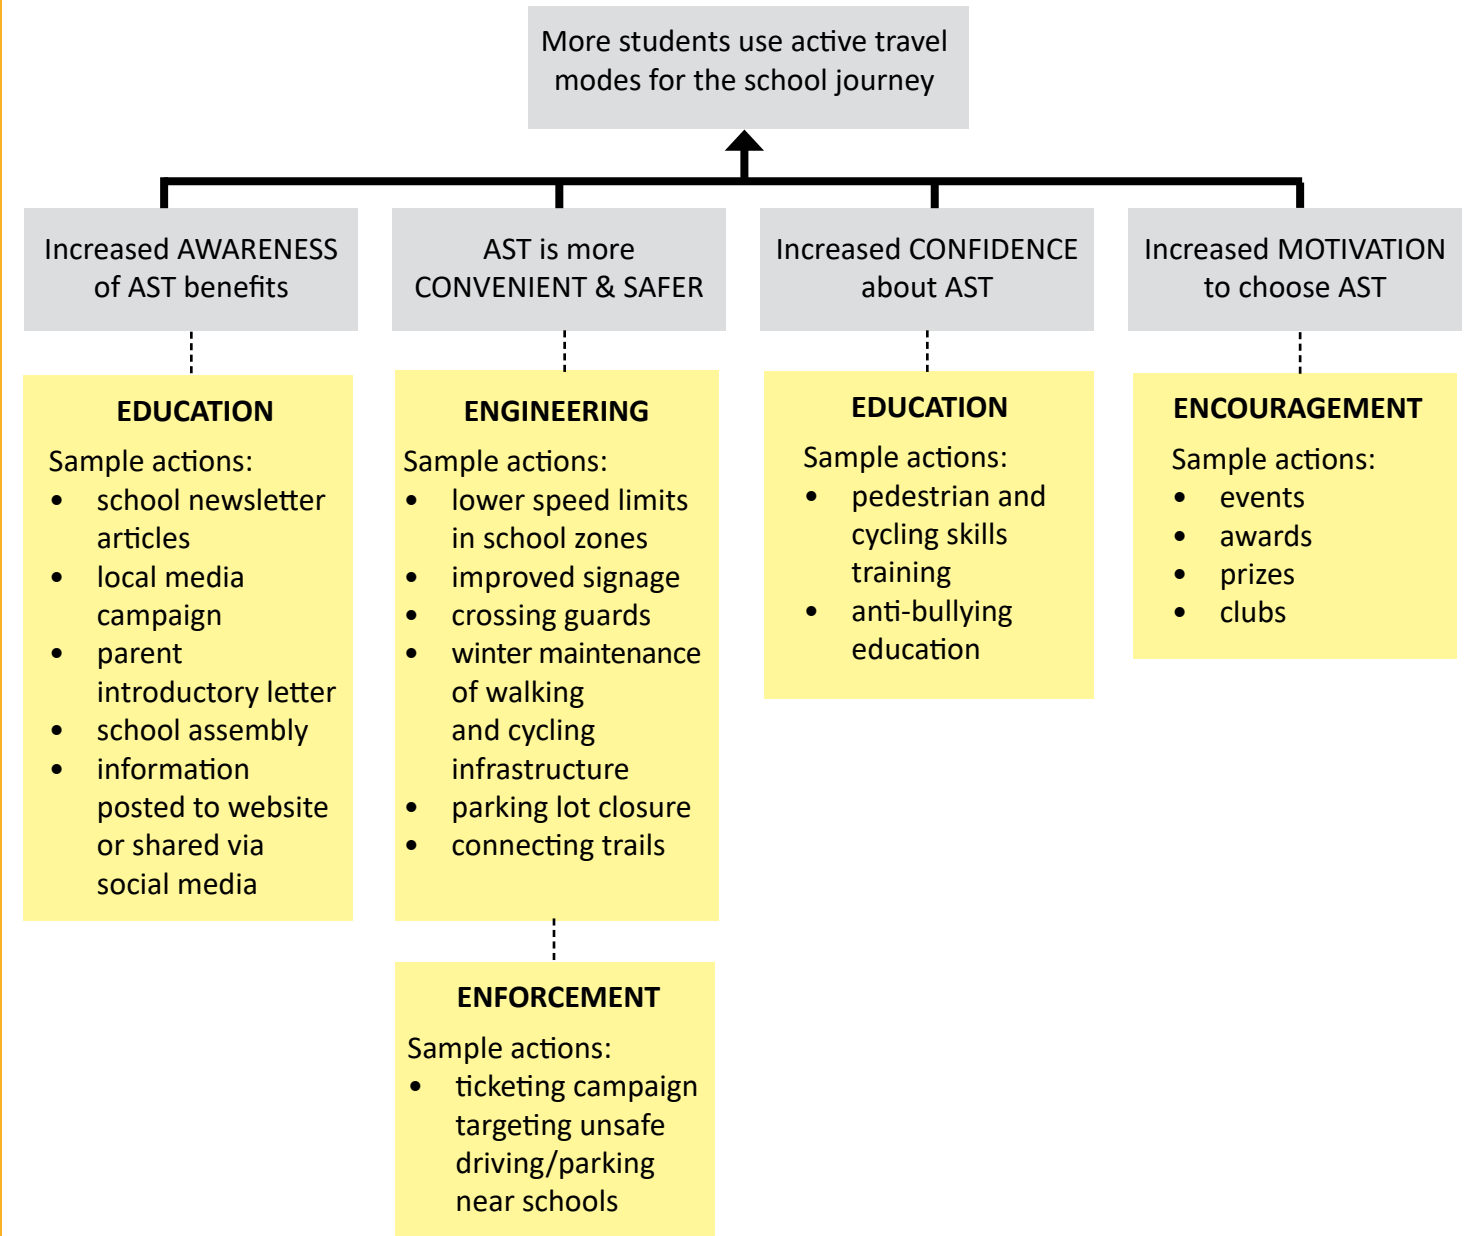 More students use active travel
modes for the school journey
Increased AWARENESS
of AST benefits
AST is more
CONVENIENT & SAFER
Increased CONFIDENCE
about AST
Increased MOTIVATION
to choose AST
EDUCATION
Sample actions:
• school newsletter
articles
• local media
campaign
• parent
introductory letter
• school assembly
• information
posted to website
or shared via
social media
ENGINEERING
Sample actions:
• lower speed limits
in school zones
• improved signage
• crossing guards
• winter maintenance
of walking
and cycling
infrastructure
• parking lot closure
• connecting trails
ENFORCEMENT
Sample actions:
• ticketing campaign
targeting unsafe
driving/parking
near schools
EDUCATION
Sample actions:
• pedestrian and
cycling skills
training
• anti-bullying
education
ENCOURAGEMENT
Sample actions:
• events
• awards
• prizes
• clubs